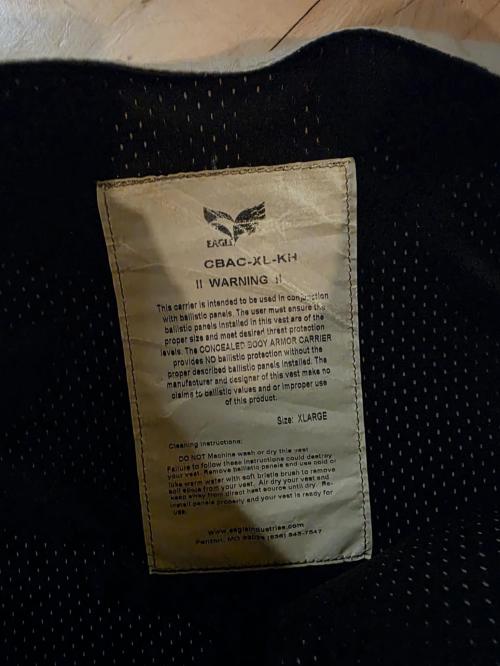 EAGLE
CBAC-XL-KH
!! WARNING !!
This carrier is intended to be used in conjunction
with ballistic panels. The user must ensure the
ballistic panels installed in this vest are of the
proper size and meet desired threat protection
levels. The CONCEALED BODY ARMOR CARRIER
provides NO ballistic protection without the
proper described ballistic panels installed. The
manufacturer and designer of this vest make no
claims to ballistic values and or improper use
of this product.
Size: XLARGE
Cleaning Instructions:
DO NOT Machine wash or dry this vest
Failure to follow these instructions could destroy
your vest. Remove ballistic panels and use cold or
luke warm water with soft bristle brush to remove
soil from your vest. Air dry your vest and
keep away from direct heat source until dry. Re-
install panels properly and your vest is ready for
use.
www.eagleindustries.com
Fenton, MO (636) 343-7547